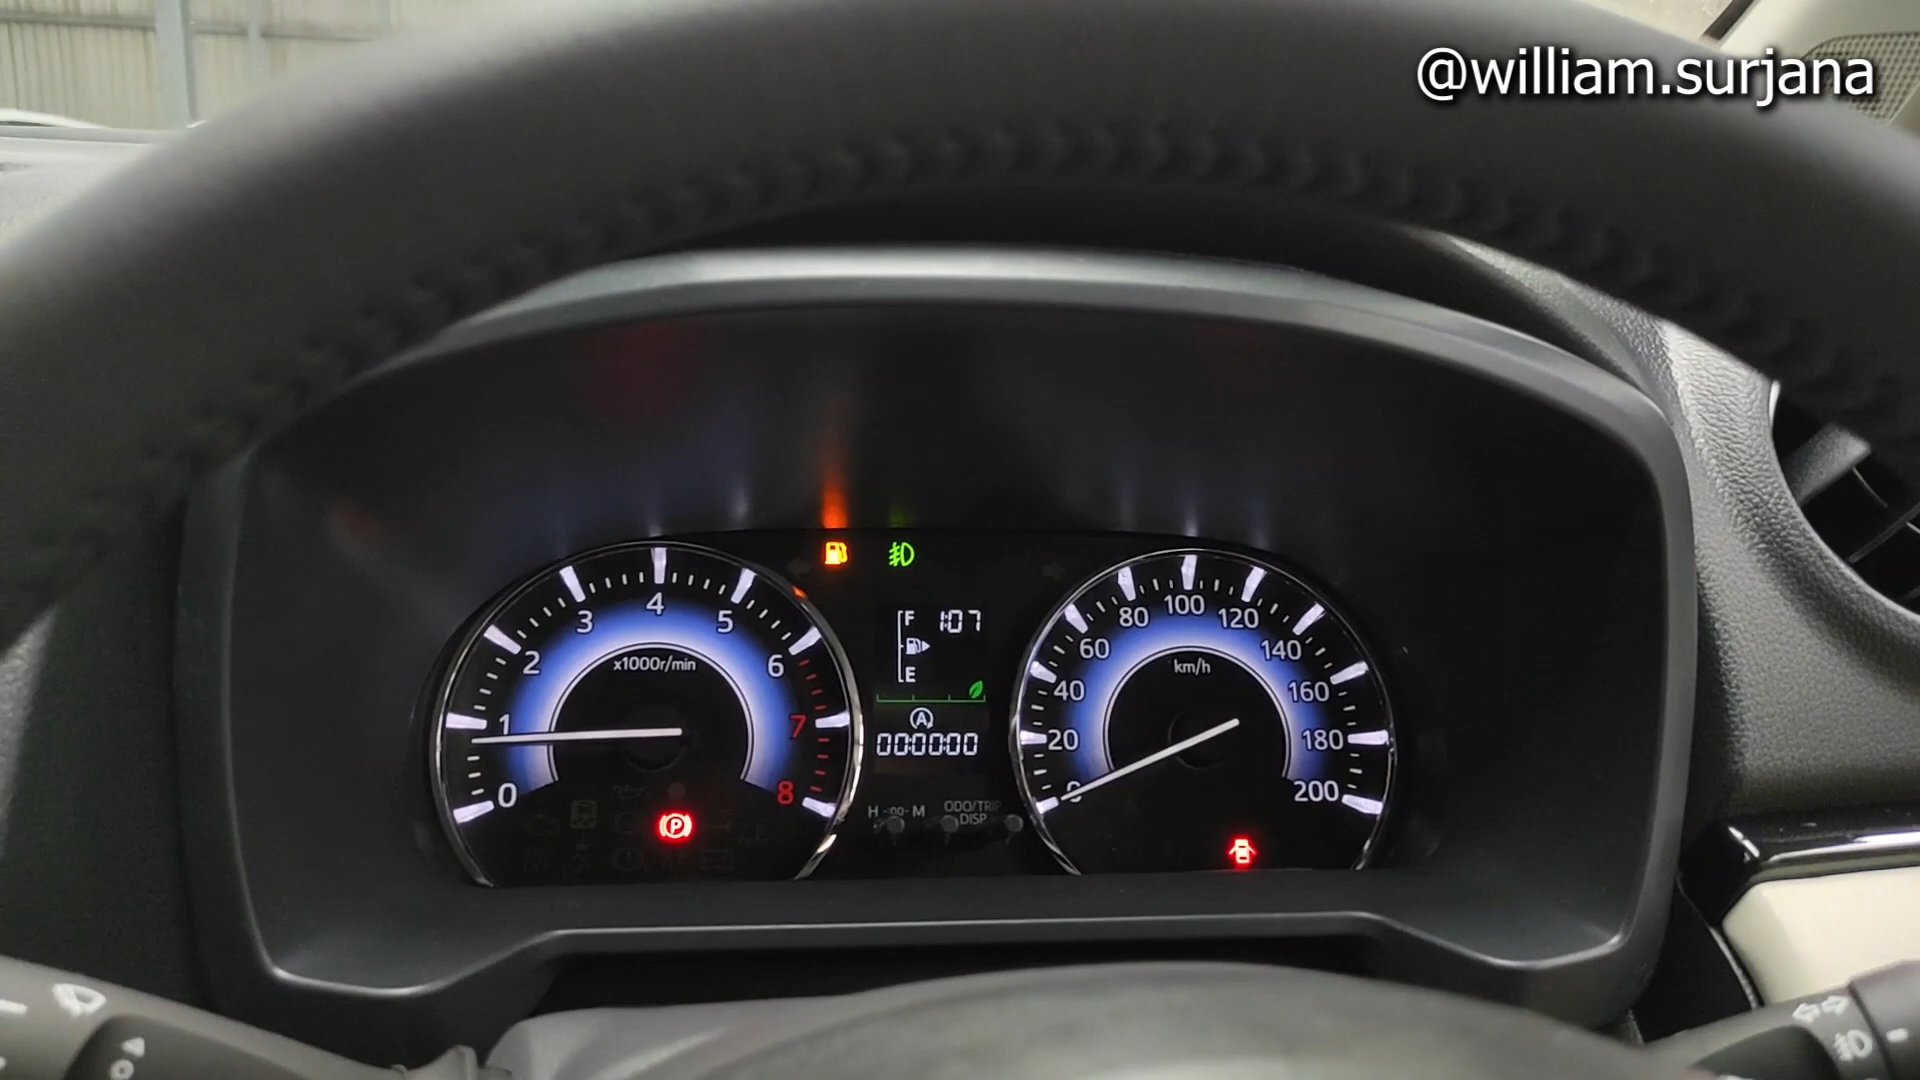 @william.surjana
0 1 2 3 4 5 6 7 8
x1000r/min
F 1:07
E
A
000000
P
H -:00- M ODO/TRIP
DISP
0 20 40 60 80 100 120 140 160 180 200
km/h